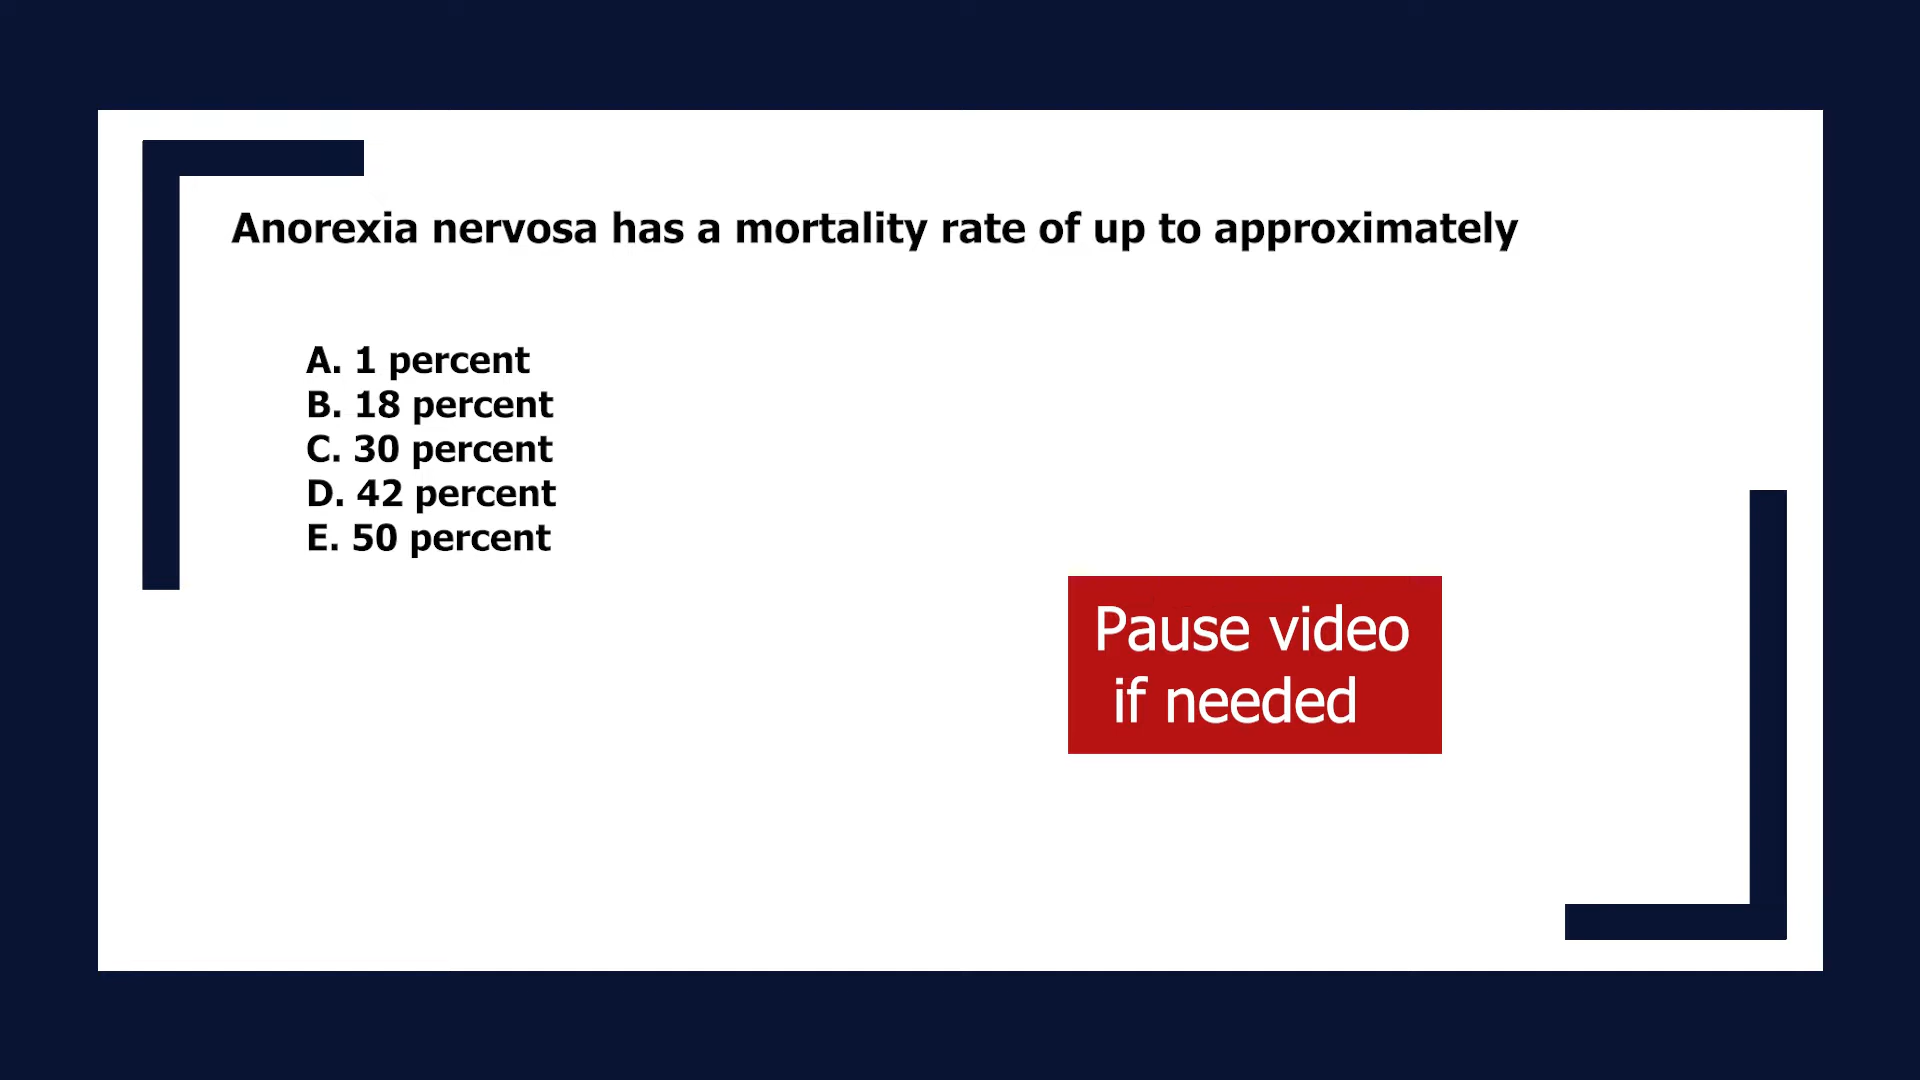 Anorexia nervosa has a mortality rate of up to approximately
A. 1 percent
B. 18 percent
C. 30 percent
D. 42 percent
E. 50 percent
Pause video
if needed